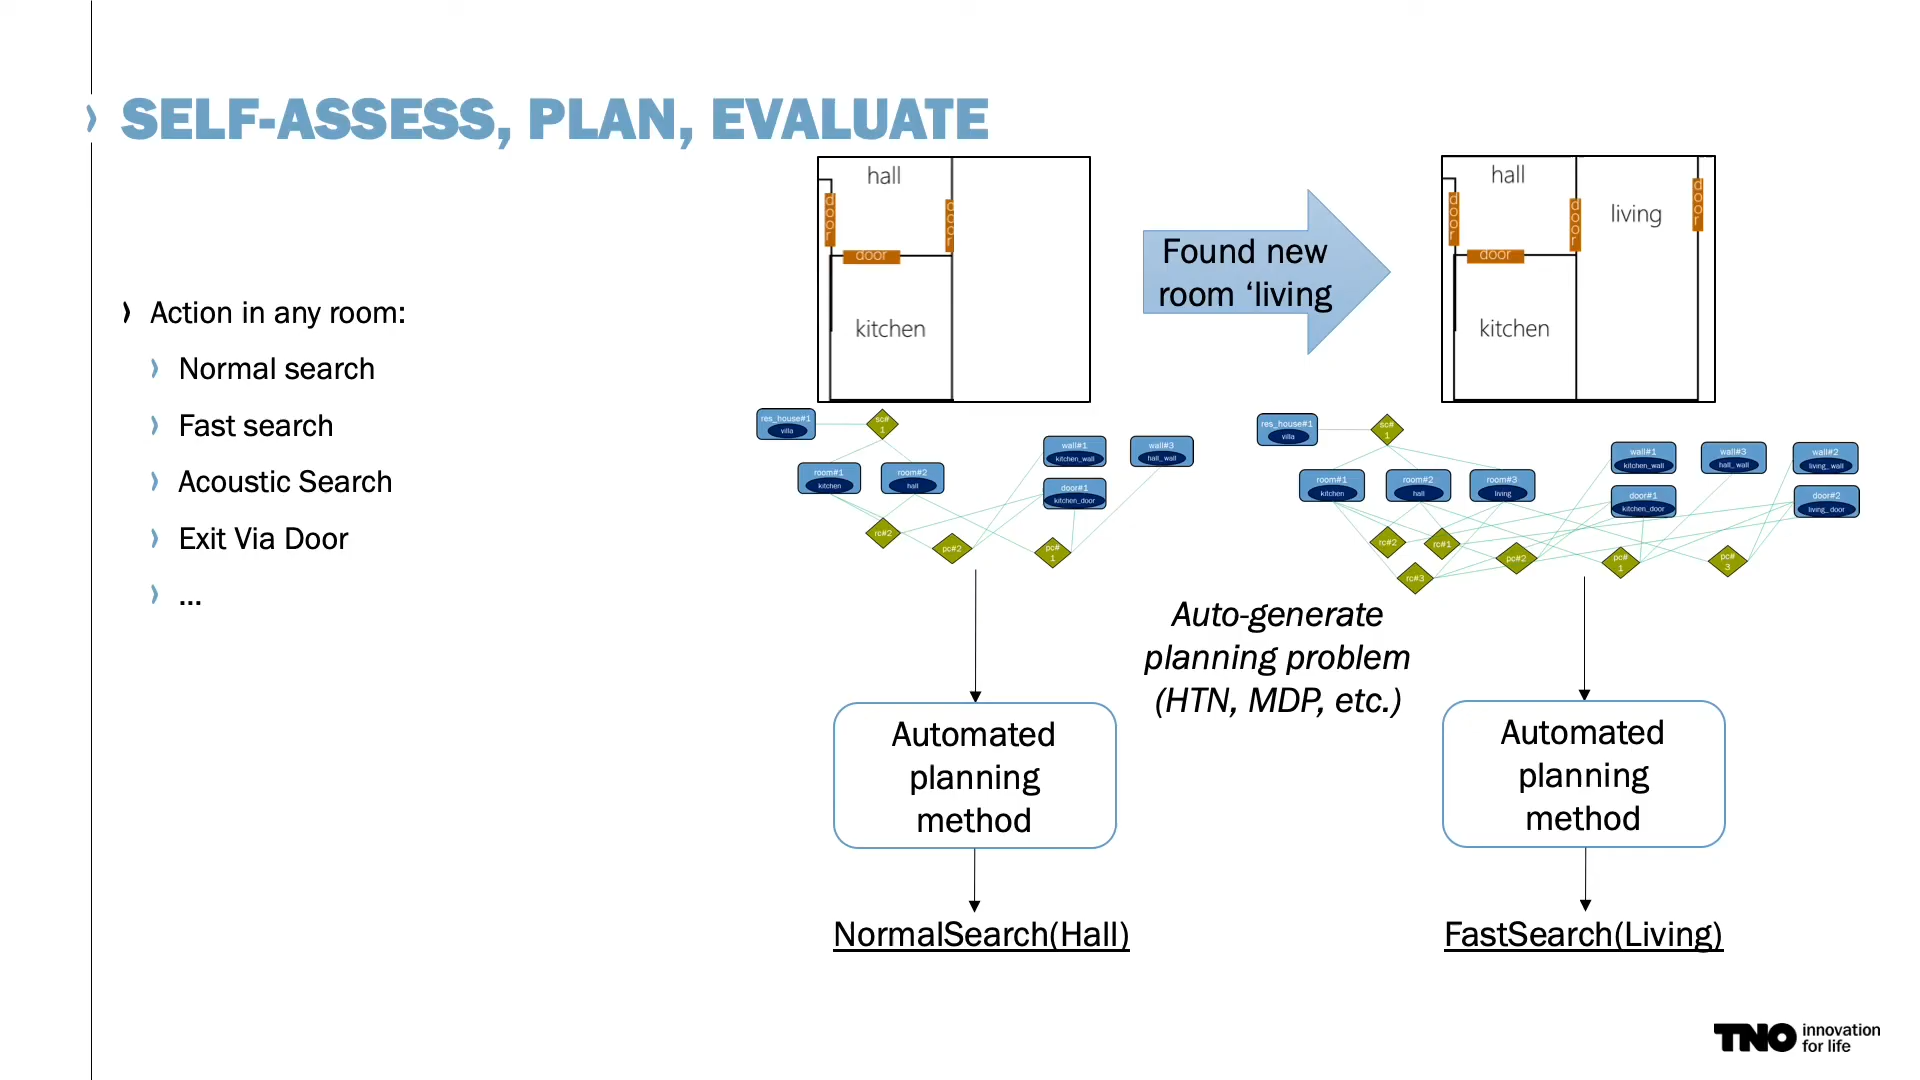 SELF-ASSESS, PLAN, EVALUATE
Action in any room:
Normal search
Fast search
Acoustic Search
Exit Via Door
...
hall
door
door
door
kitchen
Found new
room ‘living
hall
living
door
door
door
door
kitchen
res_house#1
villa
sc#
1
room#1
kitchen
room#2
hall
wall#1
kitchen_wall
wall#3
hall_wall
door#1
kitchen_door
rc#2
pc#2
pc#
1
res_house#1
villa
sc#
1
room#1
kitchen
room#2
hall
room#3
living
wall#1
kitchen_wall
wall#3
hall_wall
wall#2
living_wall
door#1
kitchen_door
door#2
living_door
rc#2
rc#1
rc#3
pc#2
pc#
1
pc#
3
Auto-generate
planning problem
(HTN, MDP, etc.)
Automated
planning
method
Automated
planning
method
NormalSearch(Hall)
FastSearch(Living)
TNO innovation
for life